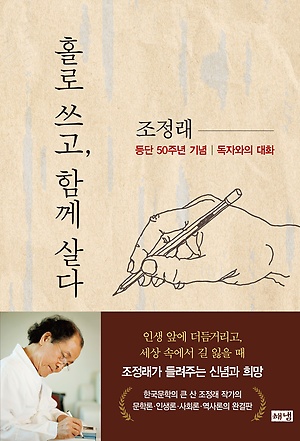 홀로 쓰고, 함께 살다
조정래
등단 50주년 기념 | 독자와의 대화
인생 앞에 더듬거리고,
세상 속에서 길 잃을 때
조정래가 들려주는 신념과 희망
한국문학의 큰 산 조정래 작가의
문학론·인생론·사회론·역사론의 완결판
해냄